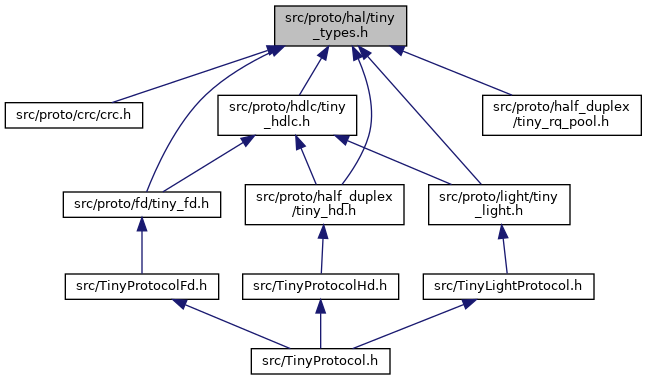 src/proto/hal/tiny
_types.h
src/proto/crc/crc.h
src/proto/hdlc/tiny
_hdlc.h
src/proto/half_duplex
/tiny_rq_pool.h
src/proto/fd/tiny_fd.h
src/proto/half_duplex
/tiny_hd.h
src/proto/light/tiny
_light.h
src/TinyProtocolFd.h
src/TinyProtocolHd.h
src/TinyLightProtocol.h
src/TinyProtocol.h